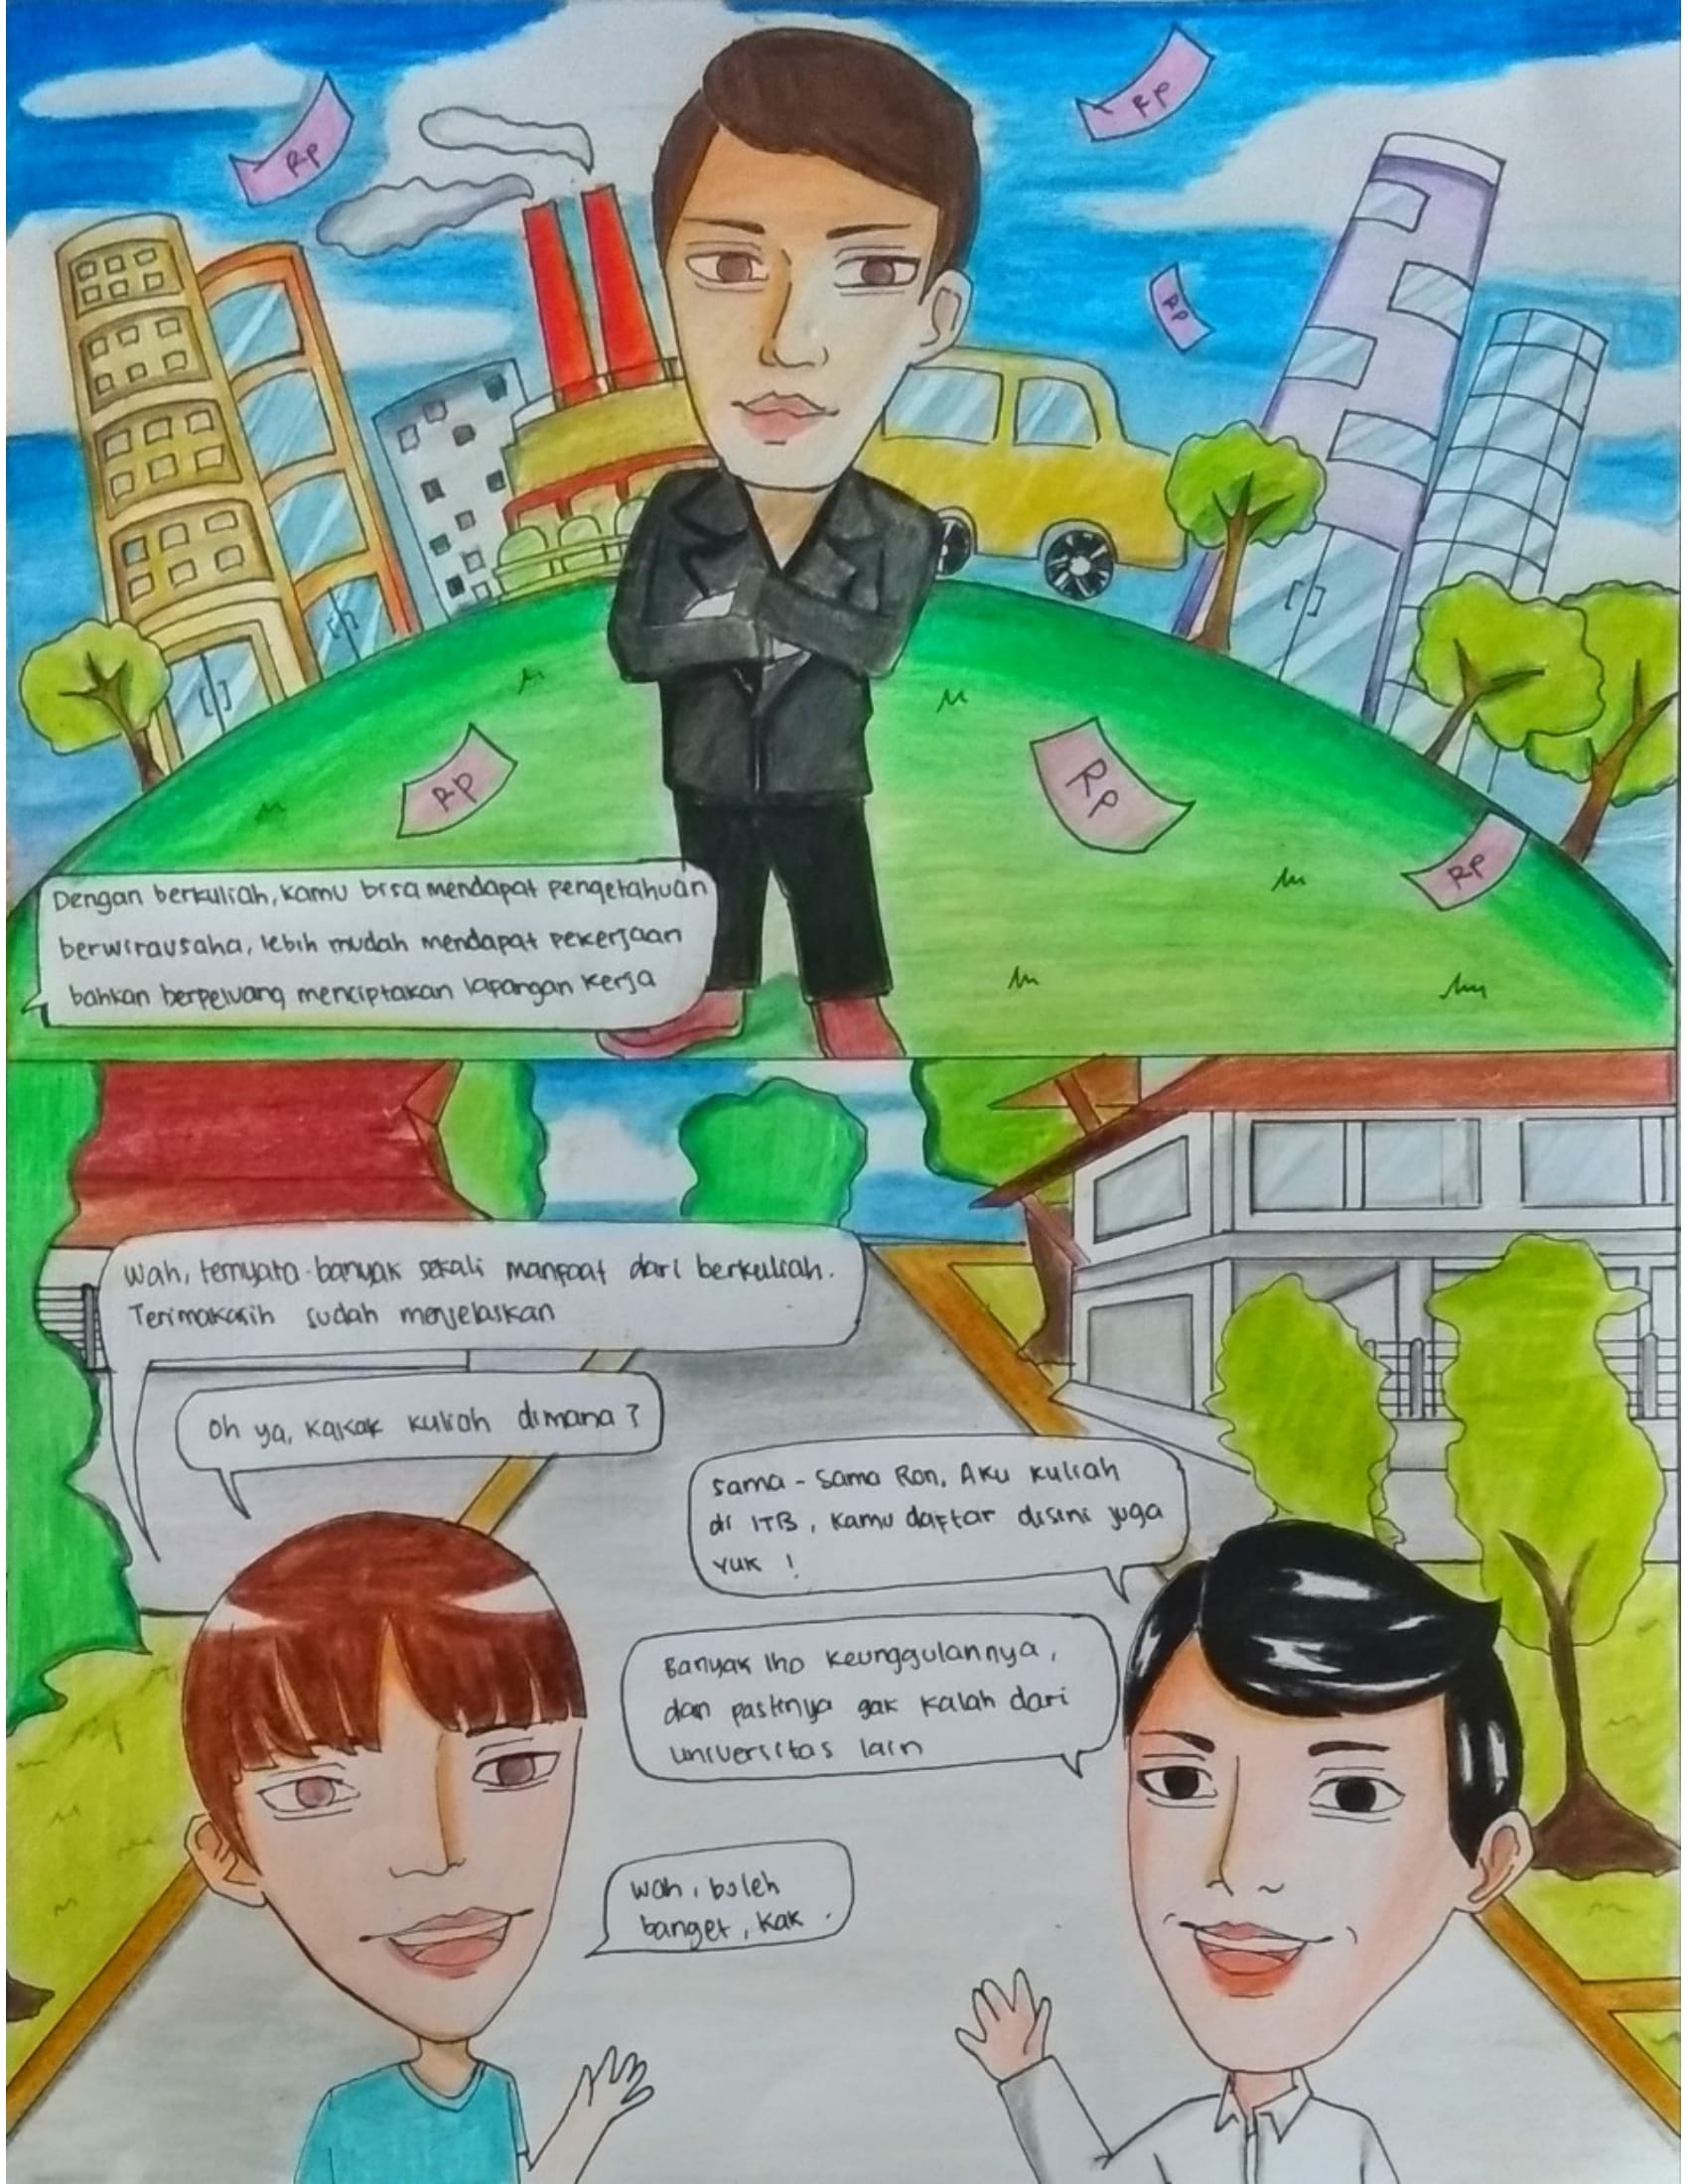 Rp
Rp
Rp
Rp
Rp
Rp
Dengan berkuliah, kamu bisa mendapat pengetahuan
berwirausaha, lebih mudah mendapat pekerjaan
bahkan berpeluang menciptakan lapangan kerja
Wah, ternyata banyak sekali manfaat dari berkuliah.
Terimakasih sudah menjelaskan
Oh ya, kakak kuliah dimana?
Sama - Sama Ron, Aku kuliah
di ITB, kamu daftar disini juga
yuk !
Banyak lho keunggulannya,
dan pastinya gak kalah dari
universitas lain
Wah, boleh
banget, kak.